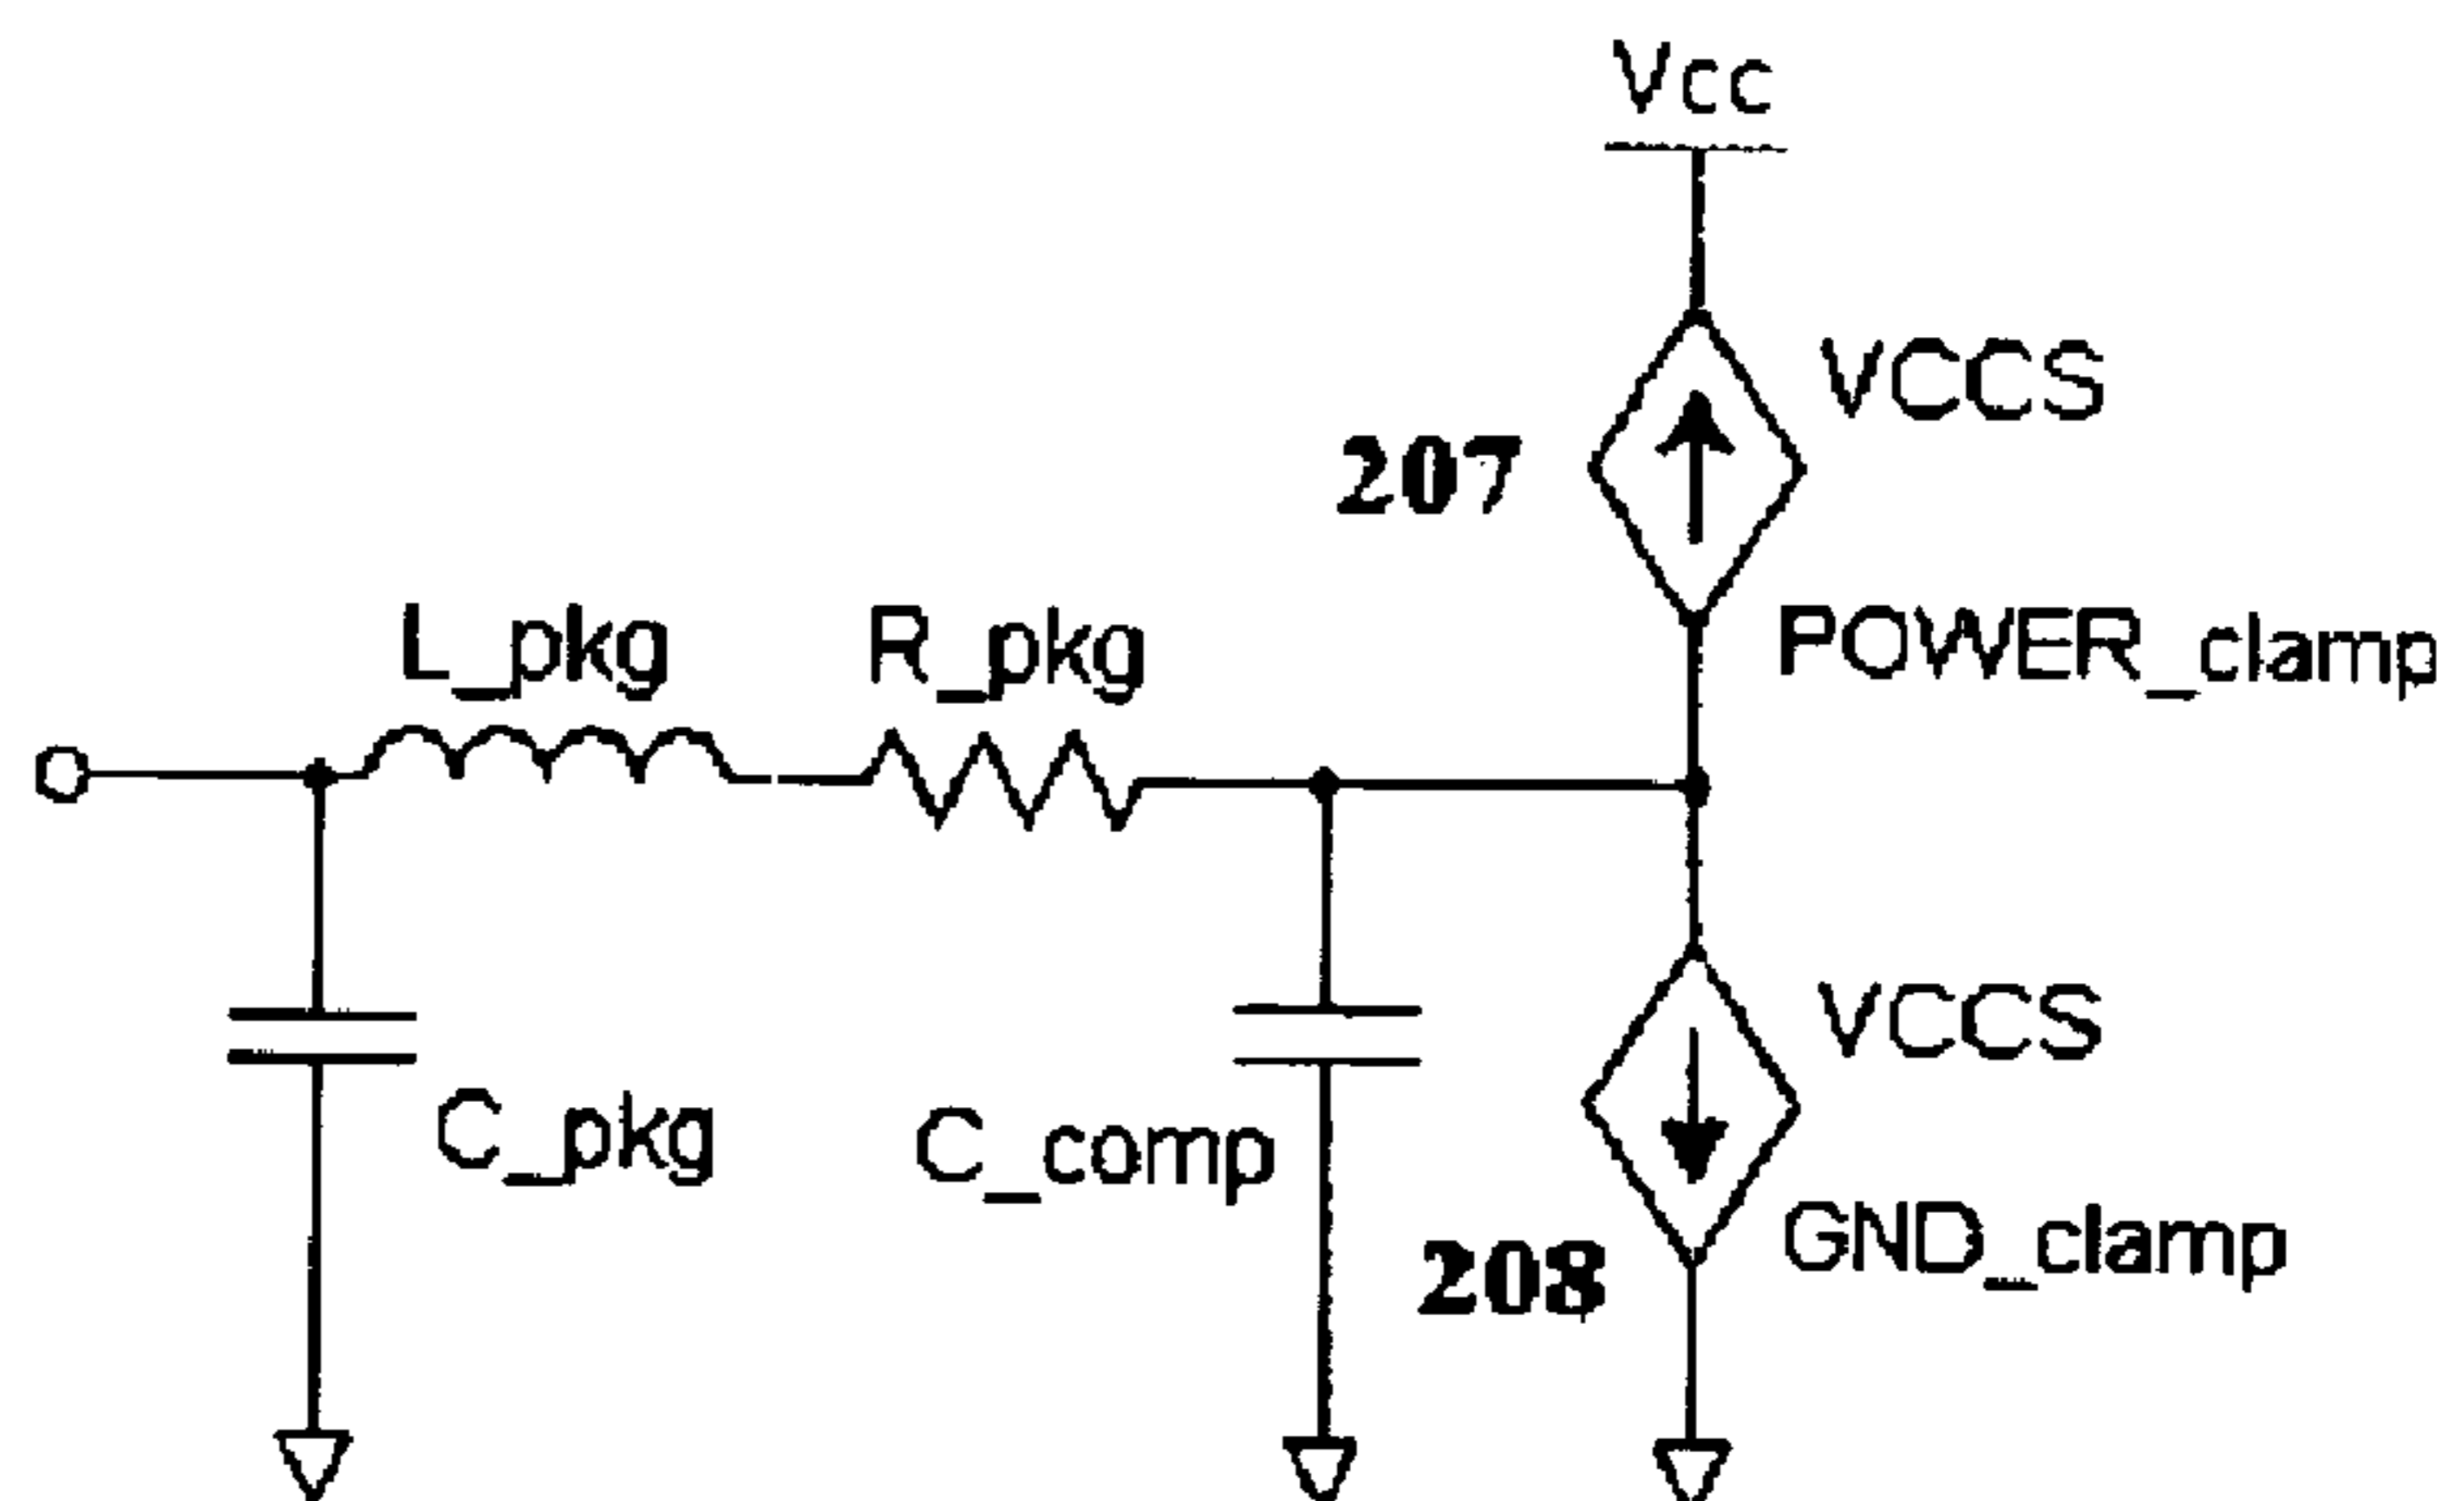 Vcc
VCCS
207
POWER_clamp
L_pkg
R_pkg
VCCS
C_pkg
C_comp
GND_clamp
208